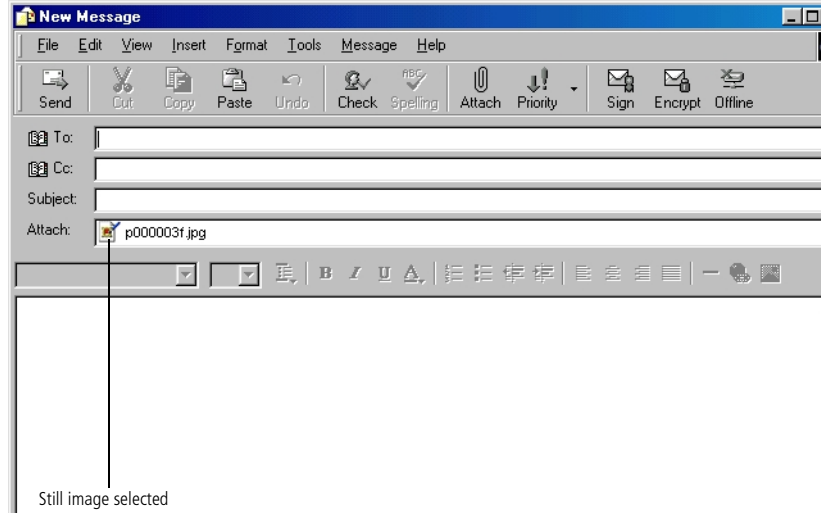 New Message
File Edit View Insert Format Tools Message Help
Send Cut Copy Paste Undo Check Spelling Attach Priority Sign Encrypt Offline
To:
Cc:
Subject:
Attach: p000003f.jpg
B I U A
Still image selected